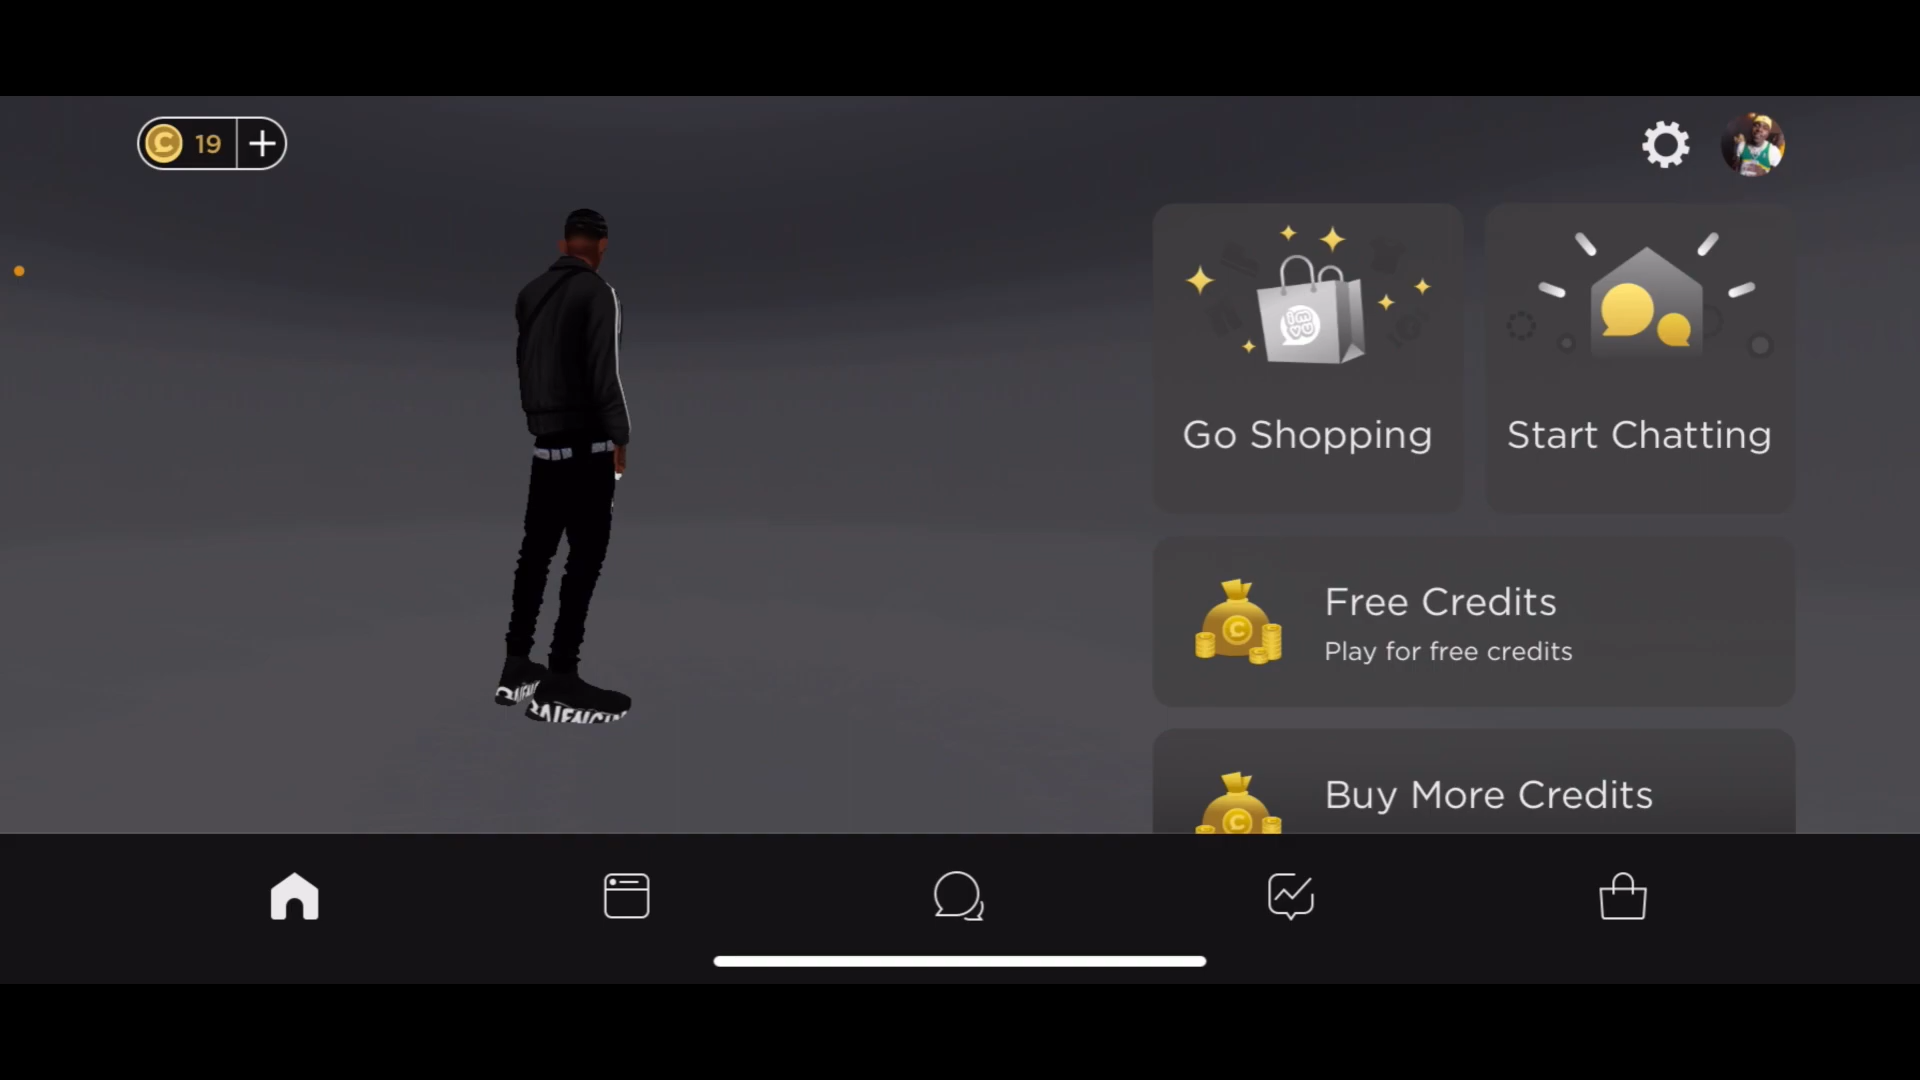 19
Go Shopping
Start Chatting
Free Credits
Play for free credits
Buy More Credits